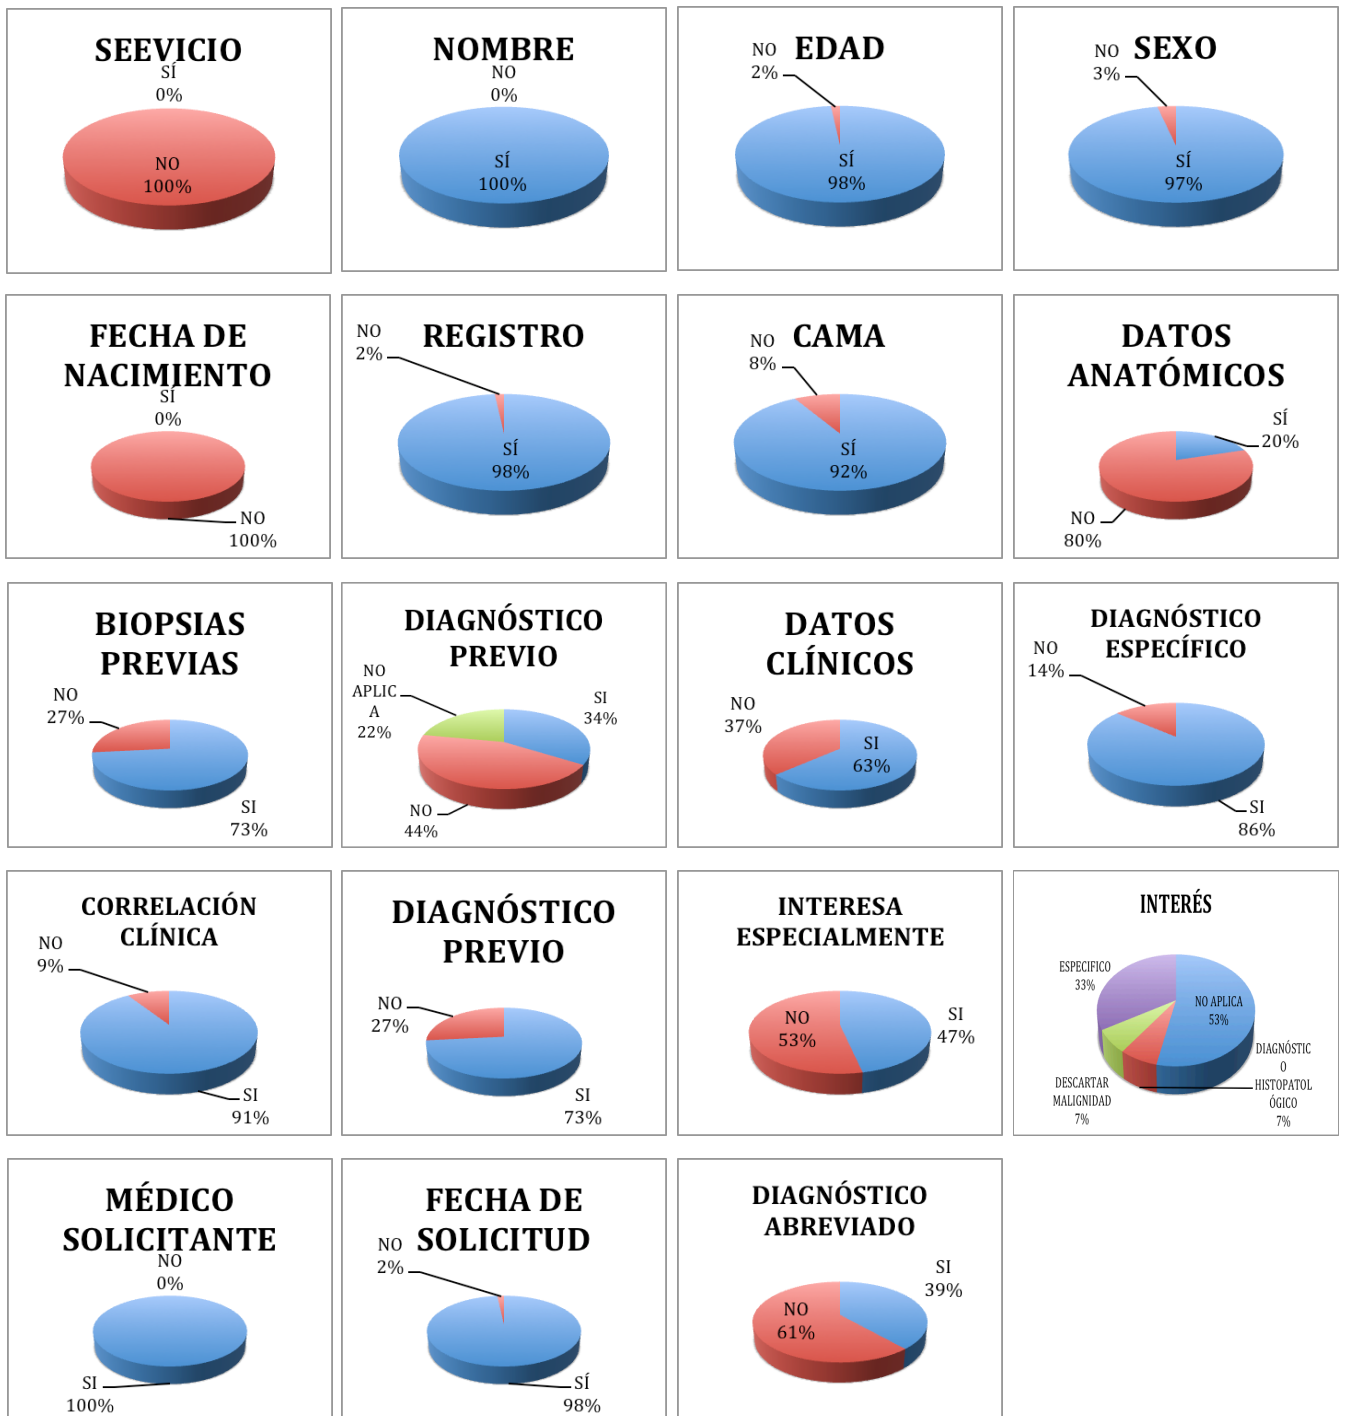 SEEVICIO
SÍ
0%
NO
100%
NOMBRE
NO
0%
SÍ
100%
EDAD
NO
2%
SÍ
98%
SEXO
NO
3%
SÍ
97%
FECHA DE
NACIMIENTO
SÍ
0%
NO
100%
REGISTRO
NO
2%
SÍ
98%
CAMA
NO
8%
SÍ
92%
DATOS
ANATÓMICOS
SÍ
20%
NO
80%
BIOPSIAS
PREVIAS
NO
27%
SI
73%
DIAGNÓSTICO
PREVIO
NO
APLIC
A
22%
SI
34%
NO
44%
DATOS
CLÍNICOS
NO
37%
SI
63%
DIAGNÓSTICO
ESPECÍFICO
NO
14%
SI
86%
CORRELACIÓN
CLÍNICA
NO
9%
SI
91%
DIAGNÓSTICO
PREVIO
NO
27%
SI
73%
INTERESA
ESPECIALMENTE
NO
53%
SI
47%
INTERÉS
ESPECIFICO
33%
NO APLICA
53%
DIAGNÓSTIC
O
HISTOPATOL
ÓGICO
7%
DESCARTAR
MALIGNIDAD
7%
MÉDICO
SOLICITANTE
NO
0%
SI
100%
FECHA DE
SOLICITUD
NO
2%
SÍ
98%
DIAGNÓSTICO
ABREVIADO
SI
39%
NO
61%